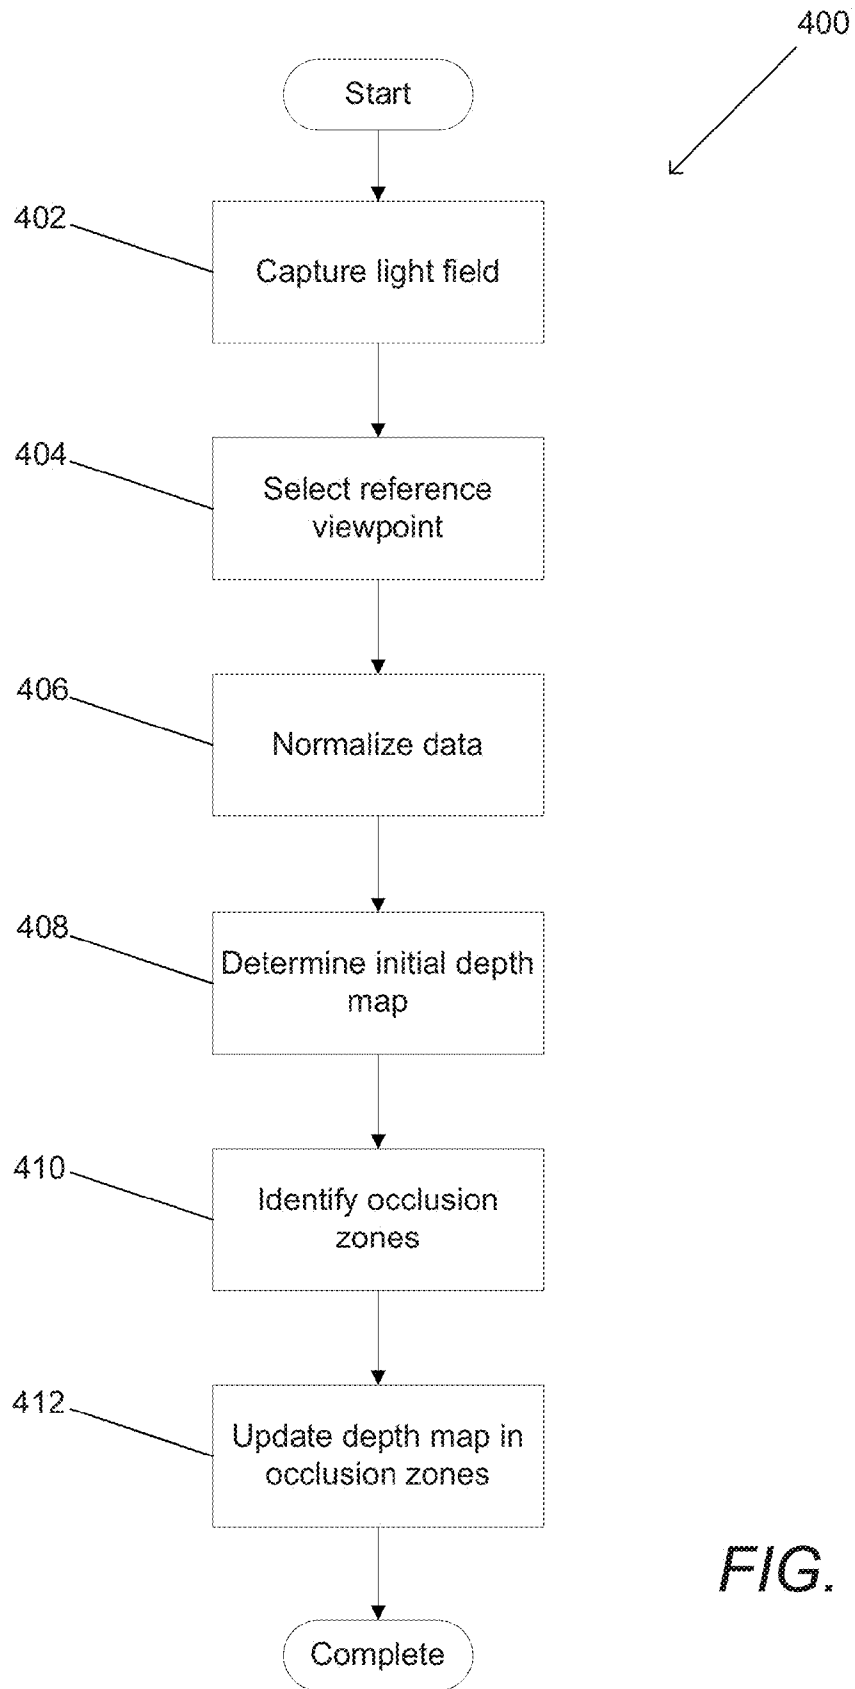 400
Start
402
Capture light field
404
Select reference
viewpoint
406
Normalize data
408
Determine initial depth
map
410
Identify occlusion
zones
412
Update depth map in
occlusion zones
FIG.
Complete